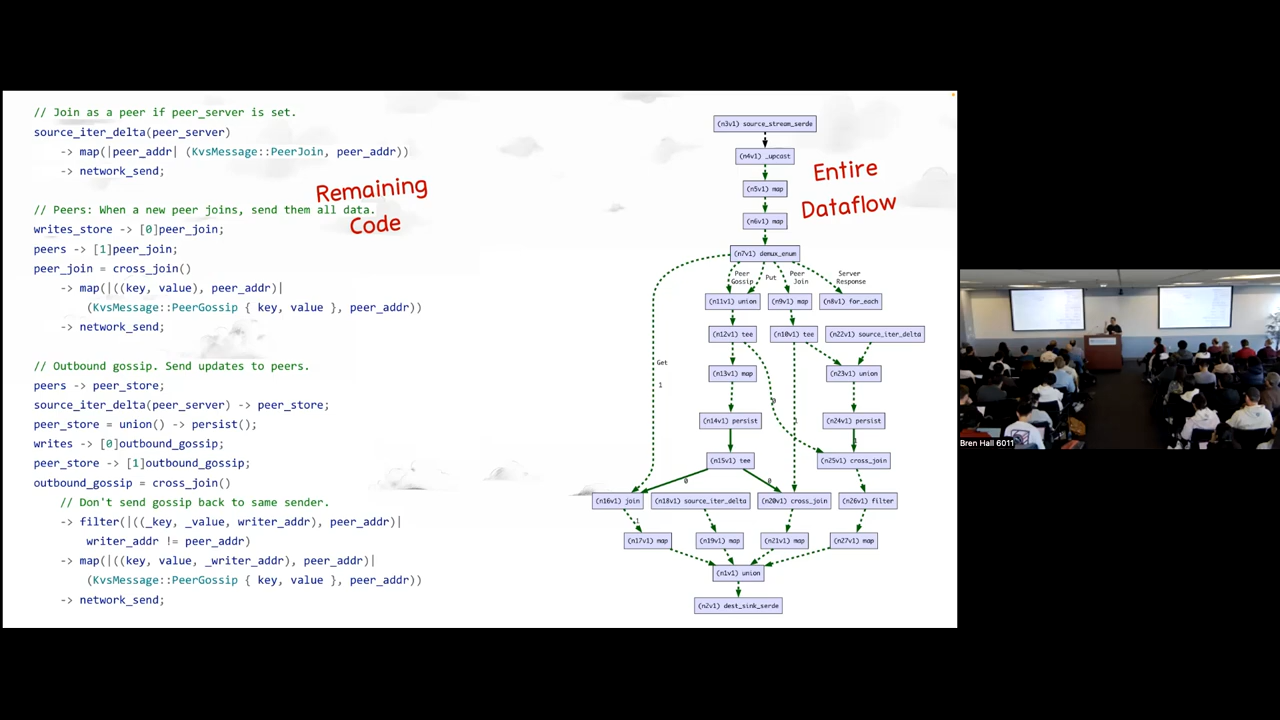 // Join as a peer if peer_server is set.
source_iter_delta(peer_server)
-> map(|peer_addr| (KvsMessage::PeerJoin, peer_addr))
-> network_send;
Remaining
Code
// Peers: When a new peer joins, send them all data.
writes_store -> [0]peer_join;
peers -> [1]peer_join;
peer_join = cross_join()
-> map(|((key, value), peer_addr)|
(KvsMessage::PeerGossip { key, value }, peer_addr))
-> network_send;
// Outbound gossip. Send updates to peers.
peers -> peer_store;
source_iter_delta(peer_server) -> peer_store;
peer_store = union() -> persist();
writes -> [0]outbound_gossip;
peer_store -> [1]outbound_gossip;
outbound_gossip = cross_join()
// Don't send gossip back to same sender.
-> filter(|((_key, _value, writer_addr), peer_addr)|
writer_addr != peer_addr)
-> map(|((key, value, _writer_addr), peer_addr)|
(KvsMessage::PeerGossip { key, value }, peer_addr))
-> network_send;
Entire
Dataflow
(n3v1) source_stream_serde
(n4v1) _upcast
(n5v1) map
(n6v1) map
(n7v1) demux_enum
Peer
Gossip
Put
Peer
Join
Server
Response
(n11v1) union
(n9v1) map
(n8v1) for_each
(n12v1) tee
(n10v1) tee
(n22v1) source_iter_delta
Get
1
(n13v1) map
(n23v1) union
0
(n14v1) persist
(n24v1) persist
(n15v1) tee
(n25v1) cross_join
0
0
(n16v1) join
(n18v1) source_iter_delta
(n20v1) cross_join
(n26v1) filter
(n17v1) map
(n19v1) map
(n21v1) map
(n27v1) map
(n1v1) union
(n2v1) dest_sink_serde
Bren Hall 6011